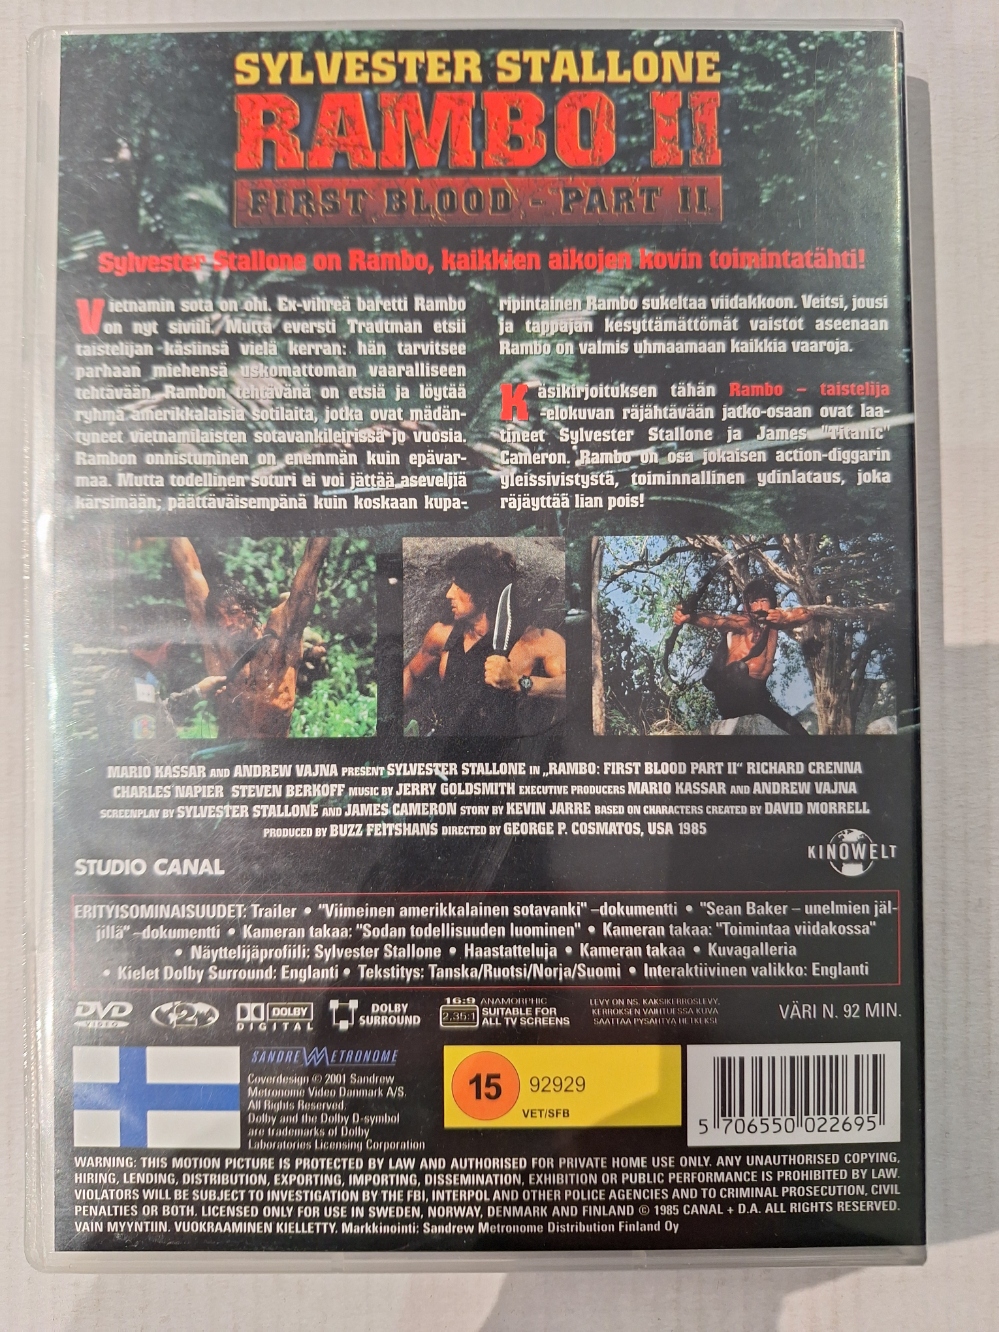 SYLVESTER STALLONE
RAMBO II
FIRST BLOOD - PART II
Sylvester Stallone on Rambo, kaikkien aikojen kovin toimintatähti!
Vietnamin sota on ohi. Ex-vihreä baretti Rambo
on nyt siviili. Mutta eversti Trautman etsii
taistelijan käsiinsä vielä kerran: hän tarvitsee
parhaan miehensä uskomattoman vaaralliseen
tehtävään. Rambon tehtävänä on etsiä ja löytää
ryhmä amerikkalaisia sotilaita, jotka ovat mädän-
tyneet vietnamilaisten sotavankileirissä jo vuosia.
Rambon onnistuminen on enemmän kuin epävar-
maa. Mutta todellinen soturi ei voi jättää aseveljiä
kärsimään; päättäväisempänä kuin koskaan kupa-
ripintainen Rambo sukeltaa viidakkoon. Veitsi, jousi
ja tappajan kesyttämättömät vaistot aseenaan
Rambo on valmis uhmaamaan kaikkia vaaroja.
Käsikirjoituksen tähän Rambo – taistelija
-elokuvan räjähtävään jatko-osaan ovat laa-
tineet Sylvester Stallone ja James "Titanic"
Cameron. Rambo on osa jokaisen action-diggarin
yleissivistystä, toiminnallinen ydinlataus, joka
räjäyttää lian pois!
MARIO KASSAR AND ANDREW VAJNA PRESENT SYLVESTER STALLONE IN „RAMBO: FIRST BLOOD PART II“ RICHARD CRENNA
CHARLES NAPIER STEVEN BERKOFF MUSIC BY JERRY GOLDSMITH EXECUTIVE PRODUCERS MARIO KASSAR AND ANDREW VAJNA
SCREENPLAY BY SYLVESTER STALLONE AND JAMES CAMERON STORY BY KEVIN JARRE BASED ON CHARACTERS CREATED BY DAVID MORRELL
PRODUCED BY BUZZ FEITSHANS DIRECTED BY GEORGE P. COSMATOS, USA 1985
STUDIO CANAL
KINOWELT
ERITYISOMINAISUUDET: Trailer • "Viimeinen amerikkalainen sotavanki" –dokumentti • "Sean Baker – unelmien jäl-
jillä" –dokumentti • Kameran takaa: "Sodan todellisuuden luominen" • Kameran takaa: "Toimintaa viidakossa"
• Näyttelijäprofiili: Sylvester Stallone • Haastatteluja • Kameran takaa • Kuvagalleria
• Kielet Dolby Surround: Englanti • Tekstitys: Tanska/Ruotsi/Norja/Suomi • Interaktiivinen valikko: Englanti
DVD VIDEO
2
DOLBY DIGITAL
DOLBY SURROUND
16:9 2,35:1
ANAMORPHIC
SUITABLE FOR
ALL TV SCREENS
LEVY ON NS. KAKSIKERROSLEVY.
KERROKSEN VAIHTUESSA KUVA
SAATTAA PYSÄHTYÄ HETKEKSI
VÄRI N. 92 MIN.
SANDREW METRONOME
Coverdesign © 2001 Sandrew
Metronome Video Danmark A/S.
All Rights Reserved.
Dolby and the Dolby D-symbol
are trademarks of Dolby
Laboratories Licensing Corporation
15 92929
VET/SFB
5 706550 022695
WARNING: THIS MOTION PICTURE IS PROTECTED BY LAW AND AUTHORISED FOR PRIVATE HOME USE ONLY. ANY UNAUTHORISED COPYING,
HIRING, LENDING, DISTRIBUTION, EXPORTING, IMPORTING, DISSEMINATION, EXHIBITION OR PUBLIC PERFORMANCE IS PROHIBITED BY LAW.
VIOLATORS WILL BE SUBJECT TO INVESTIGATION BY THE FBI, INTERPOL AND OTHER POLICE AGENCIES AND TO CRIMINAL PROSECUTION, CIVIL
PENALTIES OR BOTH. LICENSED ONLY FOR USE IN SWEDEN, NORWAY, DENMARK AND FINLAND © 1985 CANAL + D.A. ALL RIGHTS RESERVED.
VAIN MYYNTIIN. VUOKRAAMINEN KIELLETTY. Markkinointi: Sandrew Metronome Distribution Finland Oy